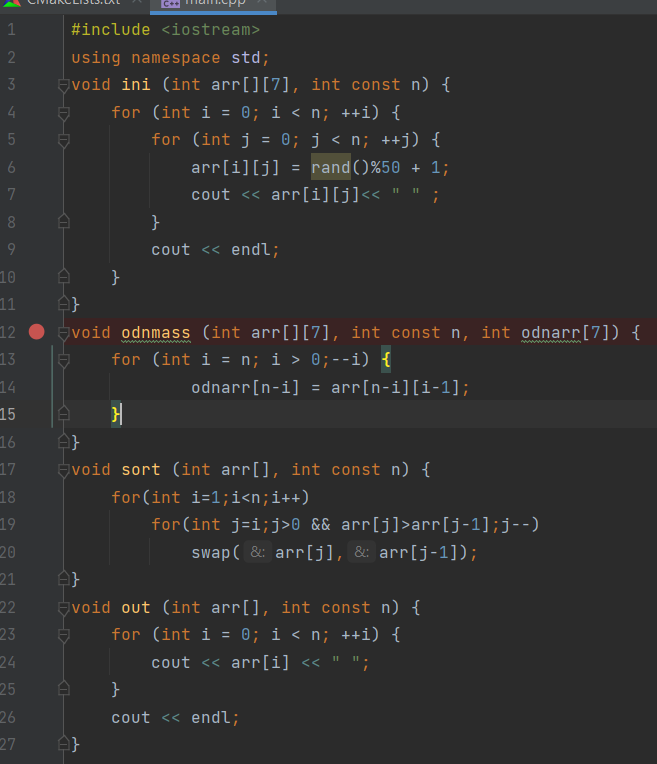 CMakeLists.txt main.cpp
1 #include <iostream>
2 using namespace std;
3 void ini (int arr[][7], int const n) {
4     for (int i = 0; i < n; ++i) {
5         for (int j = 0; j < n; ++j) {
6             arr[i][j] = rand()%50 + 1;
7             cout << arr[i][j]<< " " ;
8         }
9         cout << endl;
10     }
11 }
12 void odnmass (int arr[][7], int const n, int odnarr[7]) {
13     for (int i = n; i > 0;--i) {
14             odnarr[n-i] = arr[n-i][i-1];
15     }
16 }
17 void sort (int arr[], int const n) {
18     for(int i=1;i<n;i++)
19         for(int j=i;j>0 && arr[j]>arr[j-1];j--)
20             swap( &: arr[j], &: arr[j-1]);
21 }
22 void out (int arr[], int const n) {
23     for (int i = 0; i < n; ++i) {
24         cout << arr[i] << " ";
25     }
26     cout << endl;
27 }